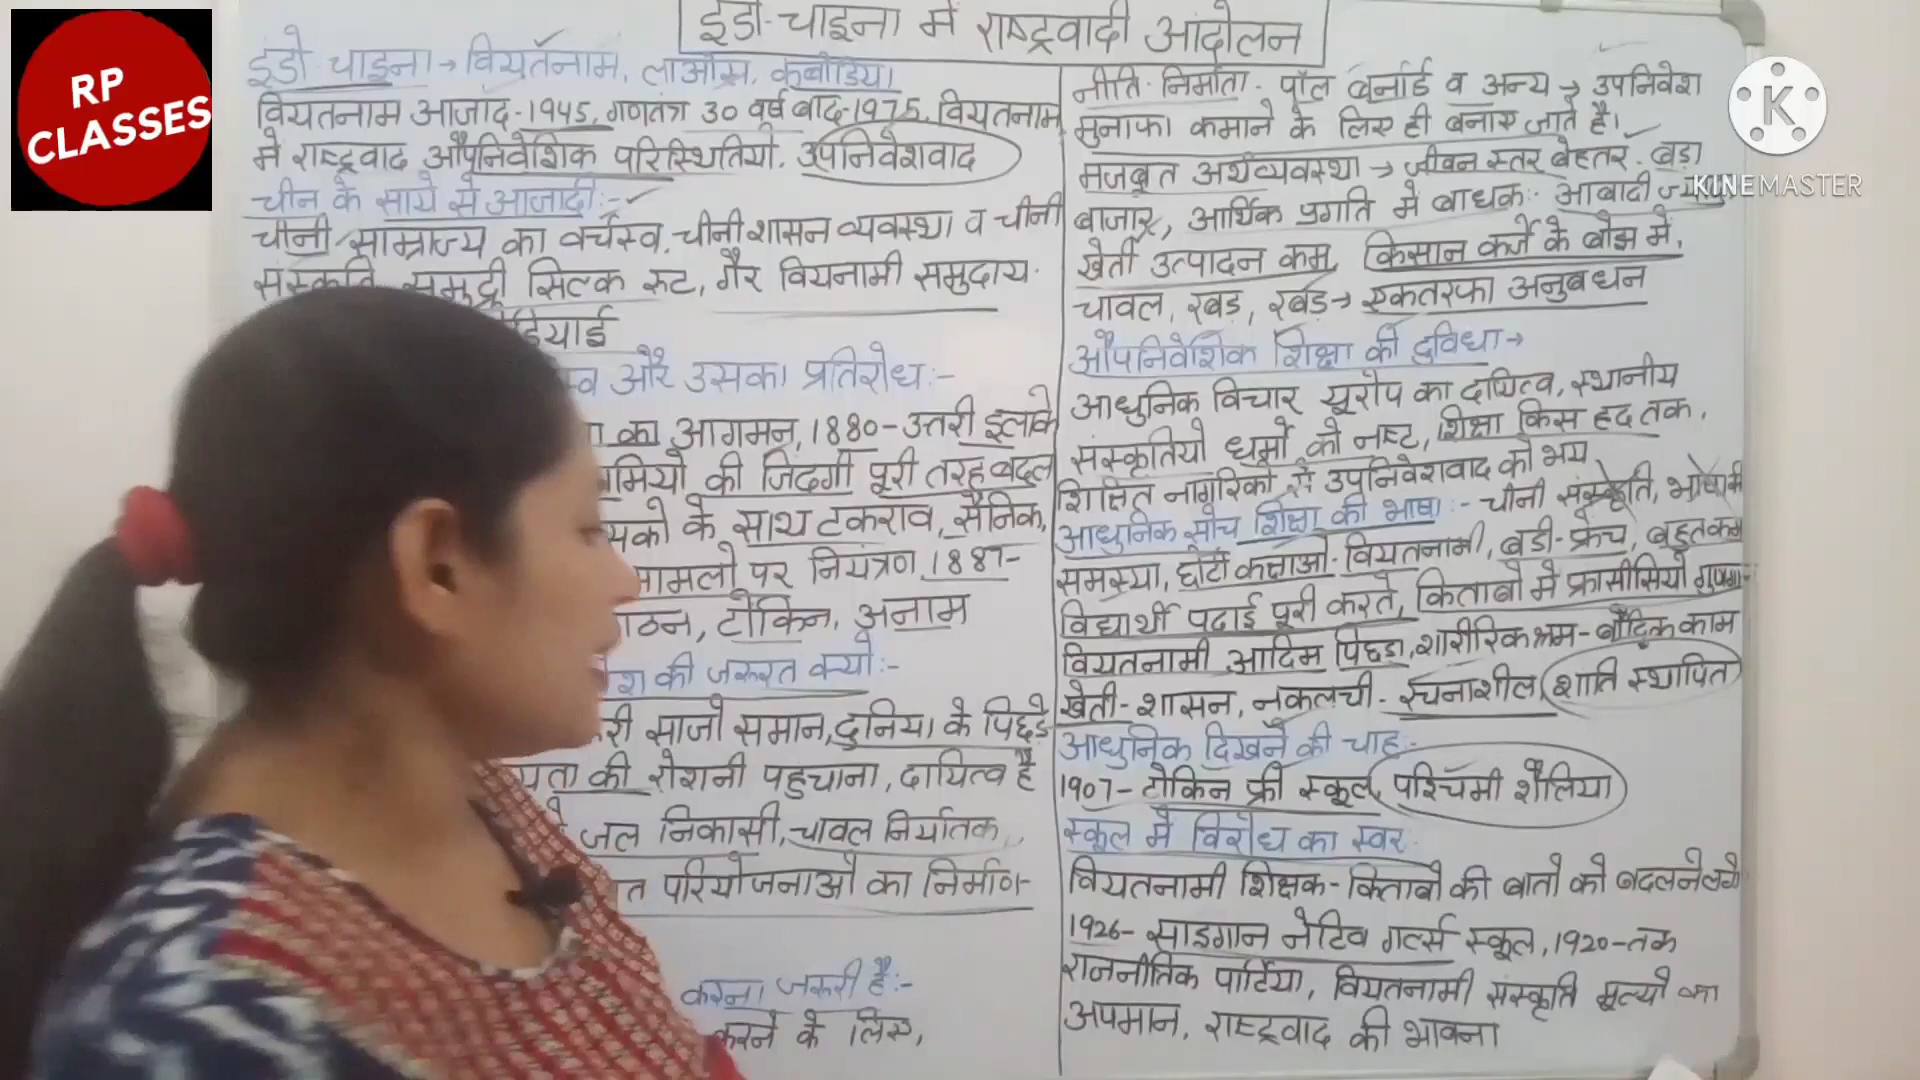 RP
CLASSES
KINEMASTER
इंडो-चाइना में राष्ट्रवादी आंदोलन
इंडो-चाइना → वियतनाम, लाओस, कंबोडिया
वियतनाम आजाद-1945, गणतंत्र 30 वर्ष बाद-1975, वियतनाम
में राष्ट्रवाद औपनिवेशिक परिस्थितियों, उपनिवेशवाद
चीन के साये से आजादी:-
चीनी साम्राज्य का वर्चस्व, चीनी शासन व्यवस्था व चीनी
संस्कृति, समुद्री सिल्क रुट, गैर वियनामी समुदाय
और उसका प्रतिरोध:-
का आगमन, 1880-उत्तरी इलाके
की जिंदगी पूरी तरह बदल
के साथ टकराव, सैनिक,
मामलो पर नियंत्रण, 1887-
टोंकिन, अनाम
की जरूरत क्यों:-
साजो समान, दुनिया के पिछड़े
की रोशनी पहुचाना, दायित्व है
जल निकासी, चावल निर्यातक,
परियोजनाओ का निर्माण-
करना जरूरी है:-
करने के लिए,
नीति-निर्माता- पॉल बर्नार्ड व अन्य → उपनिवेश
मुनाफा कमाने के लिए ही बनाए जाते है।
मजबूत अर्थव्यवस्था → जीवन स्तर बेहतर, बड़ा
बाजार, आर्थिक प्रगति में बाधक:- आबादी
खेती उत्पादन कम, किसान कर्जे के बोझ में,
चावल, रबड़, रबड़ → एकतरफा अनुबधन
औपनिवेशिक शिक्षा की दुविधा →
आधुनिक विचार यूरोप का दायित्व, स्थानीय
संस्कृतियो धर्मो को नष्ट, शिक्षा किस हद तक,
शिक्षित नागरिको से उपनिवेशवाद को भय
आधुनिक सोच शिक्षा की भाषा:- चीनी संस्कृति, भाषा की
समस्या, छोटी कक्षाओ-वियतनामी, बडी-फ्रेंच, बहुत कम
विद्यार्थी पढाई पूरी करते, किताबो में फ्रांसीसियो
वियतनामी आदिम पिछडा, शारीरिक श्रम-बौद्धिक काम
खेती-शासन, नकलची-रचनाशील, शांति स्थापित
आधुनिक दिखने की चाह:-
1907-टोंकिन फ्री स्कूल, पश्चिमी शैलिया
स्कूल में विरोध का स्वर-
वियतनामी शिक्षक-किताबो की बातो को बदलने लगे
1926- साइगान नेटिव गर्ल्स स्कूल, 1920-तक
राजनीतिक पार्टिया, वियतनामी संस्कृति मूल्यो का
अपमान, राष्ट्रवाद की भावना